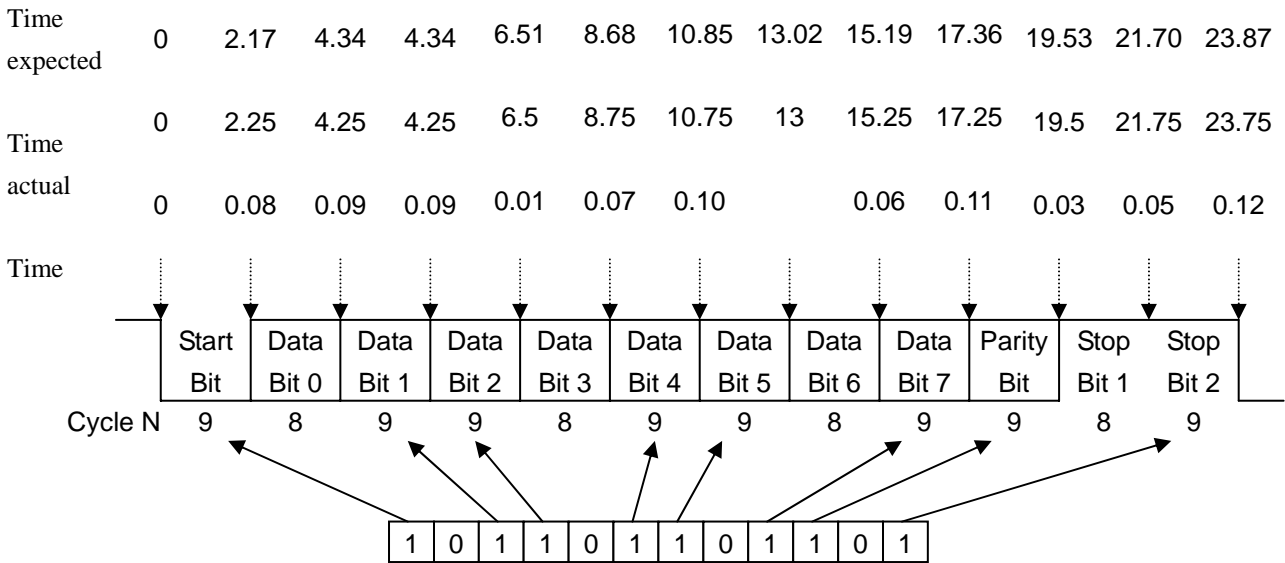 Time
expected
0 2.17 4.34 4.34 6.51 8.68 10.85 13.02 15.19 17.36 19.53 21.70 23.87
Time
actual
0 2.25 4.25 4.25 6.5 8.75 10.75 13 15.25 17.25 19.5 21.75 23.75
0 0.08 0.09 0.09 0.01 0.07 0.10 0.06 0.11 0.03 0.05 0.12
Time
Start Data Data Data Data Data Data Data Data Parity Stop Stop
Bit Bit 0 Bit 1 Bit 2 Bit 3 Bit 4 Bit 5 Bit 6 Bit 7 Bit Bit 1 Bit 2
Cycle N 9 8 9 9 8 9 9 8 9 9 8 9
1 0 1 1 0 1 1 0 1 1 0 1